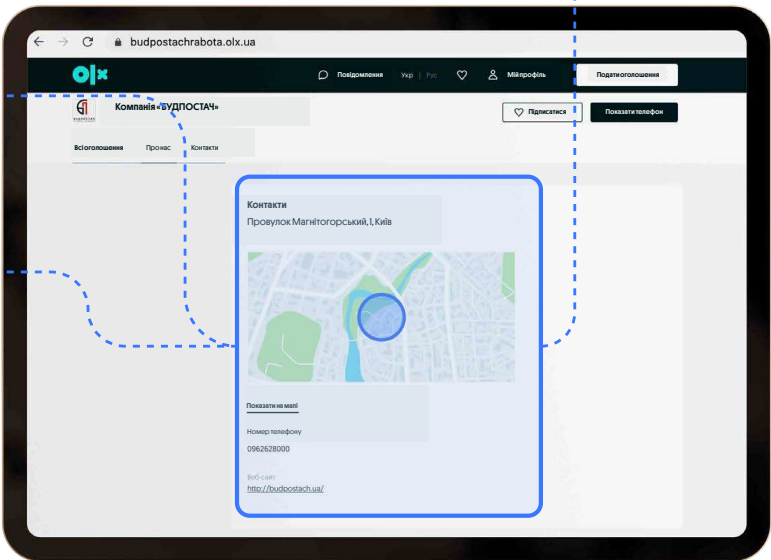 budpostachrabota.olx.ua
olx
Повідомлення Укр | Рус Мій профіль Подати оголошення
Компанія «БУДПОСТАЧ»
Підписатися Показати телефон
Всі оголошення Про нас Контакти
Контакти
Провулок Магнітогорський, 1, Київ
Показати на мапі
Номер телефону
0962628000
Веб-сайт
http://budpostach.ua/